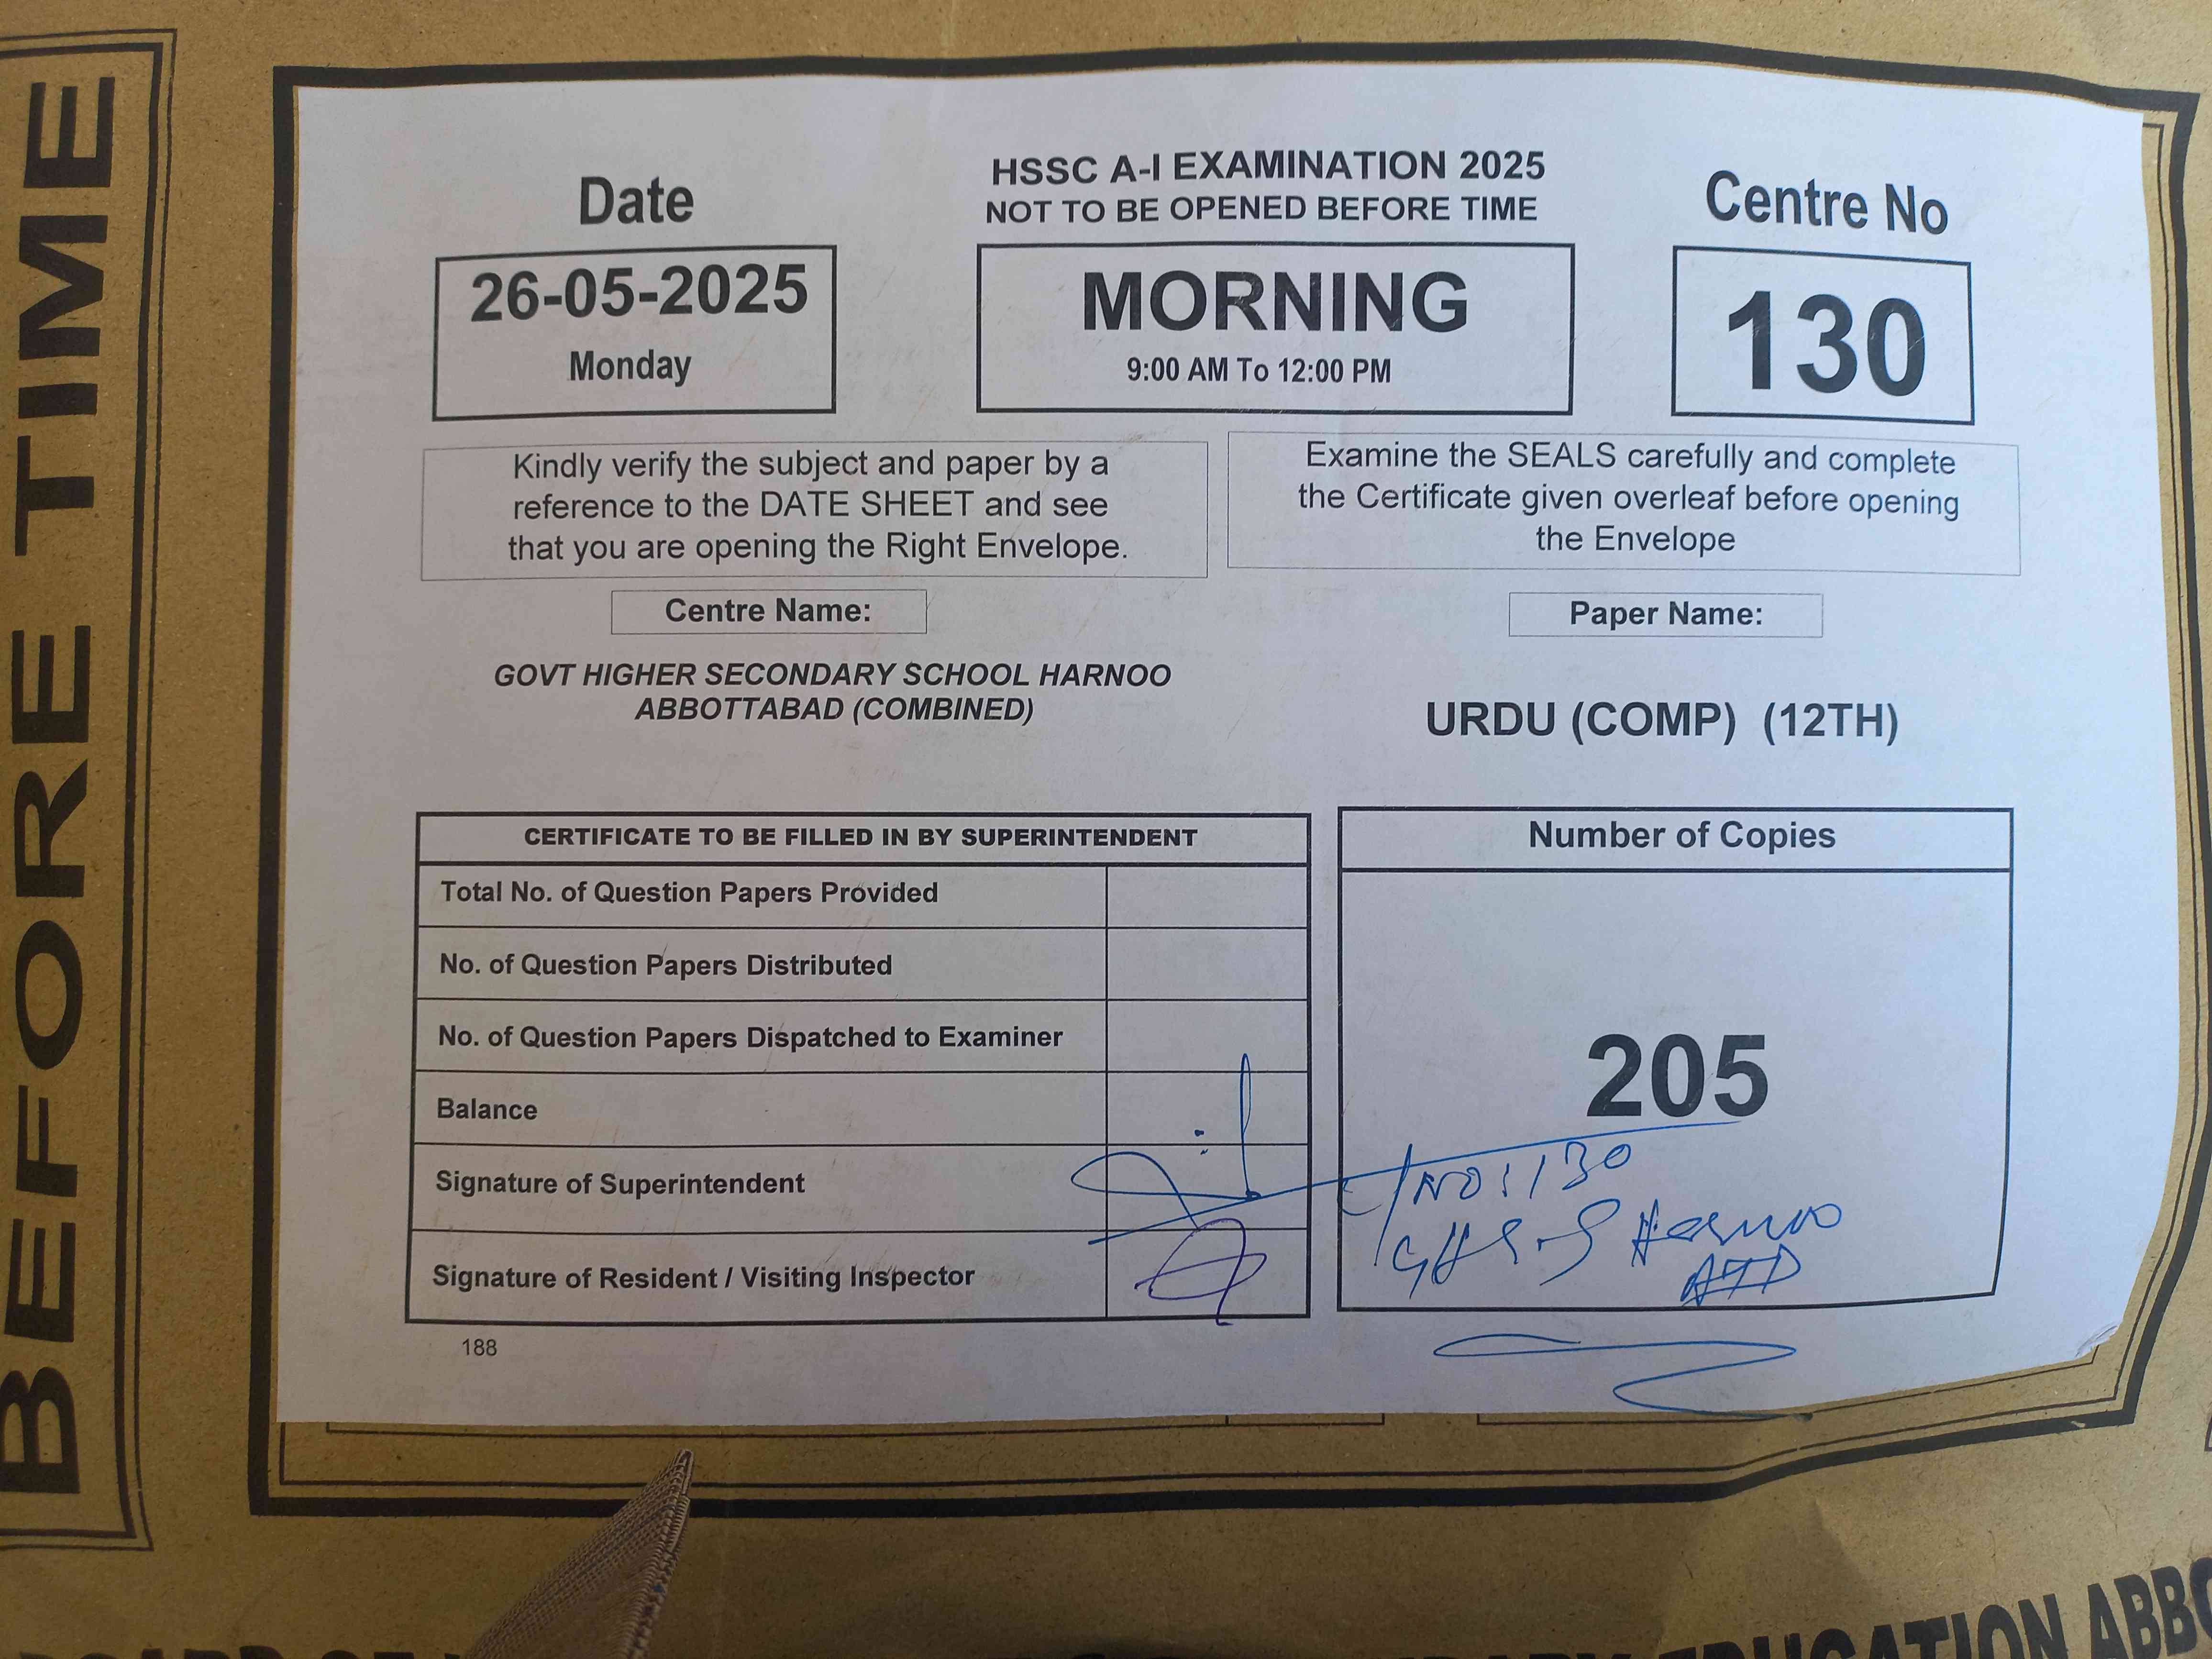 BEFORE TIME
HSSC A-I EXAMINATION 2025
NOT TO BE OPENED BEFORE TIME
Date
26-05-2025
Monday
MORNING
9:00 AM To 12:00 PM
Centre No
130
Kindly verify the subject and paper by a
reference to the DATE SHEET and see
that you are opening the Right Envelope.
Examine the SEALS carefully and complete
the Certificate given overleaf before opening
the Envelope
Centre Name:
GOVT HIGHER SECONDARY SCHOOL HARNOO
ABBOTTABAD (COMBINED)
Paper Name:
URDU (COMP) (12TH)
CERTIFICATE TO BE FILLED IN BY SUPERINTENDENT
Total No. of Question Papers Provided
No. of Question Papers Distributed
No. of Question Papers Dispatched to Examiner
Balance
Signature of Superintendent
Signature of Resident / Visiting Inspector
Number of Copies
205
C/NO: 130
GHS.S Harnoo
ATD
188
EDUCATION ABBO